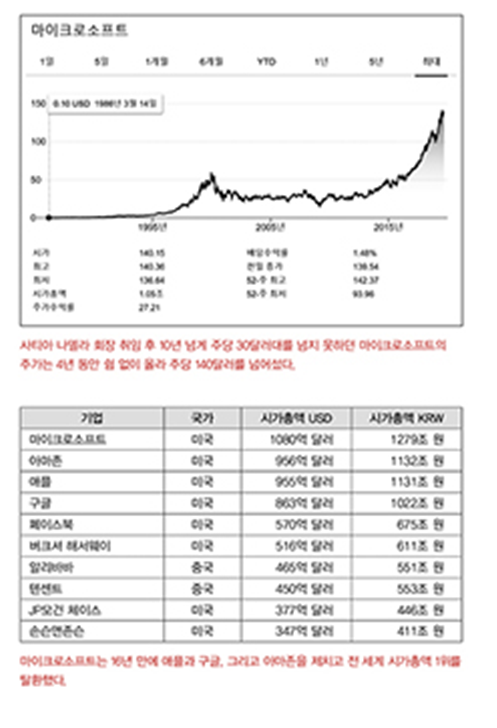 마이크로소프트
1일 5일 1개월 6개월 YTD 1년 5년 최대
150 0.10 USD 1986년 3월 14일
100
50
0
1995년 2005년 2015년
시가 140.15 배당수익률 1.48%
최고 140.36 전일 종가 139.54
최저 136.64 52-주 최고 142.37
시가총액 1.05조 52-주 최저 93.96
주가수익률 27.21
사티아 나델라 회장 취임 후 10년 넘게 주당 30달러대를 넘지 못하던 마이크로소프트의
주가는 4년 동안 쉼 없이 올라 주당 140달러를 넘어섰다.
기업 국가 시가총액 USD 시가총액 KRW
마이크로소프트 미국 1080억 달러 1279조 원
아마존 미국 956억 달러 1132조 원
애플 미국 955억 달러 1131조 원
구글 미국 863억 달러 1022조 원
페이스북 미국 570억 달러 675조 원
버크셔 해서웨이 미국 516억 달러 611조 원
알리바바 중국 465억 달러 551조 원
텐센트 중국 450억 달러 553조 원
JP모건 체이스 미국 377억 달러 446조 원
손슨앤존슨 미국 347억 달러 411조 원
마이크로소프트는 16년 만에 애플과 구글, 그리고 아마존을 제치고 전 세계 시가총액 1위를
탈환했다.